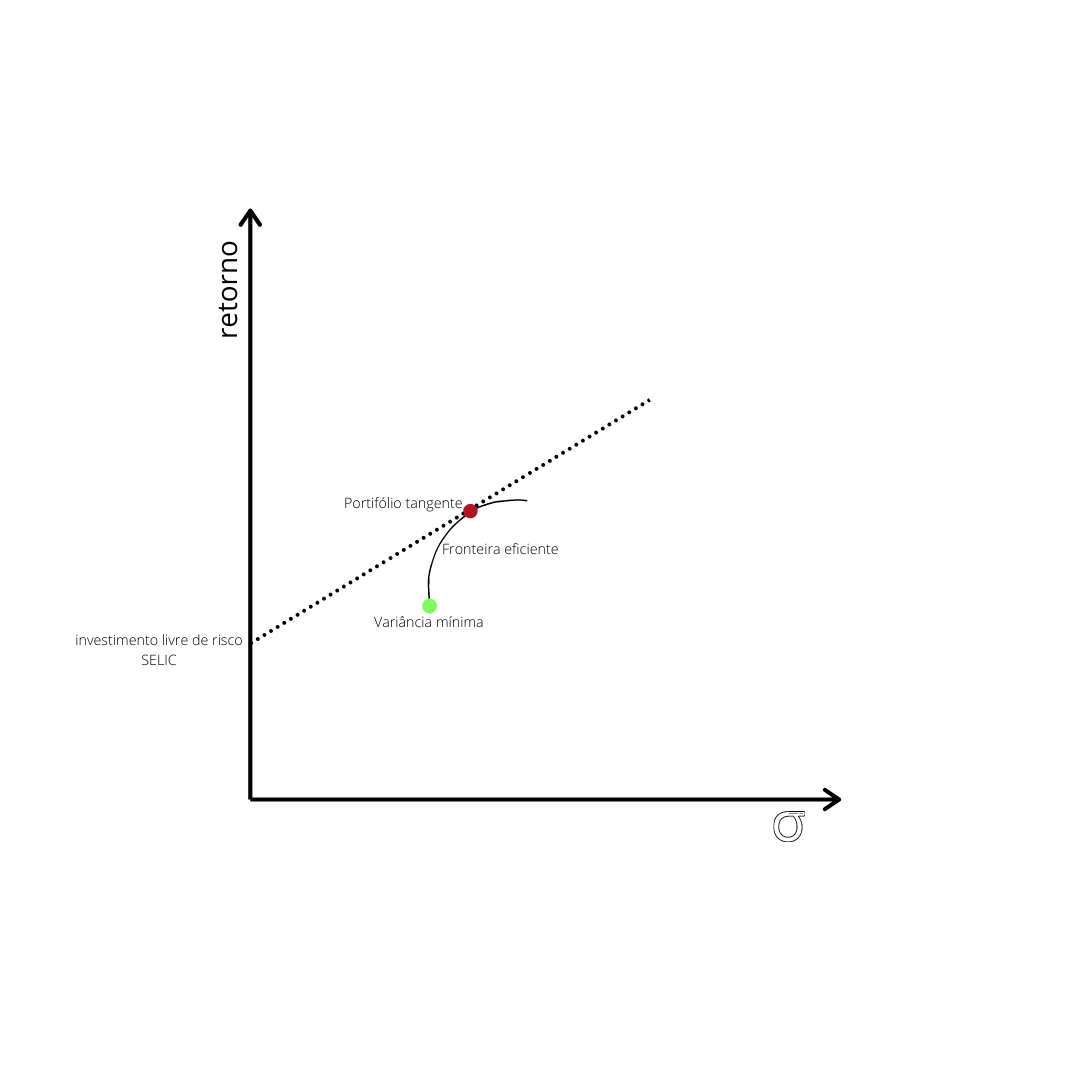 retorno
Portifólio tangente
Fronteira eficiente
Variância mínima
investimento livre de risco
SELIC
σ